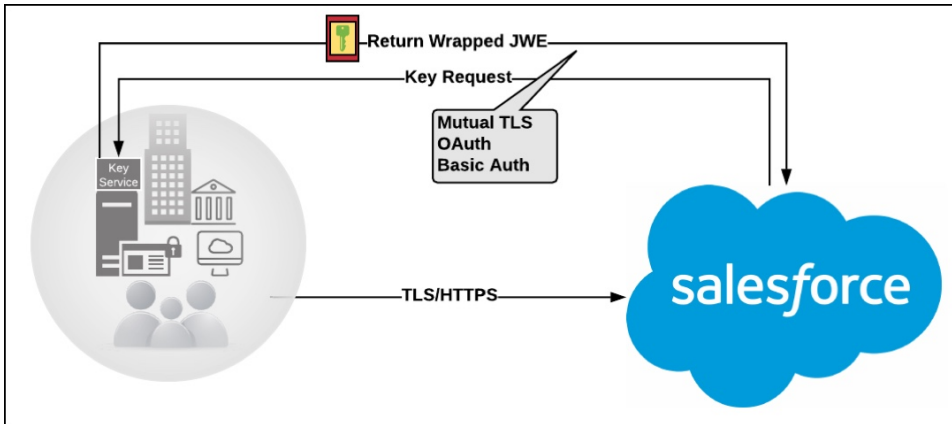 Return Wrapped JWE
Key Request
Mutual TLS
OAuth
Basic Auth
Key
Service
TLS/HTTPS
salesforce